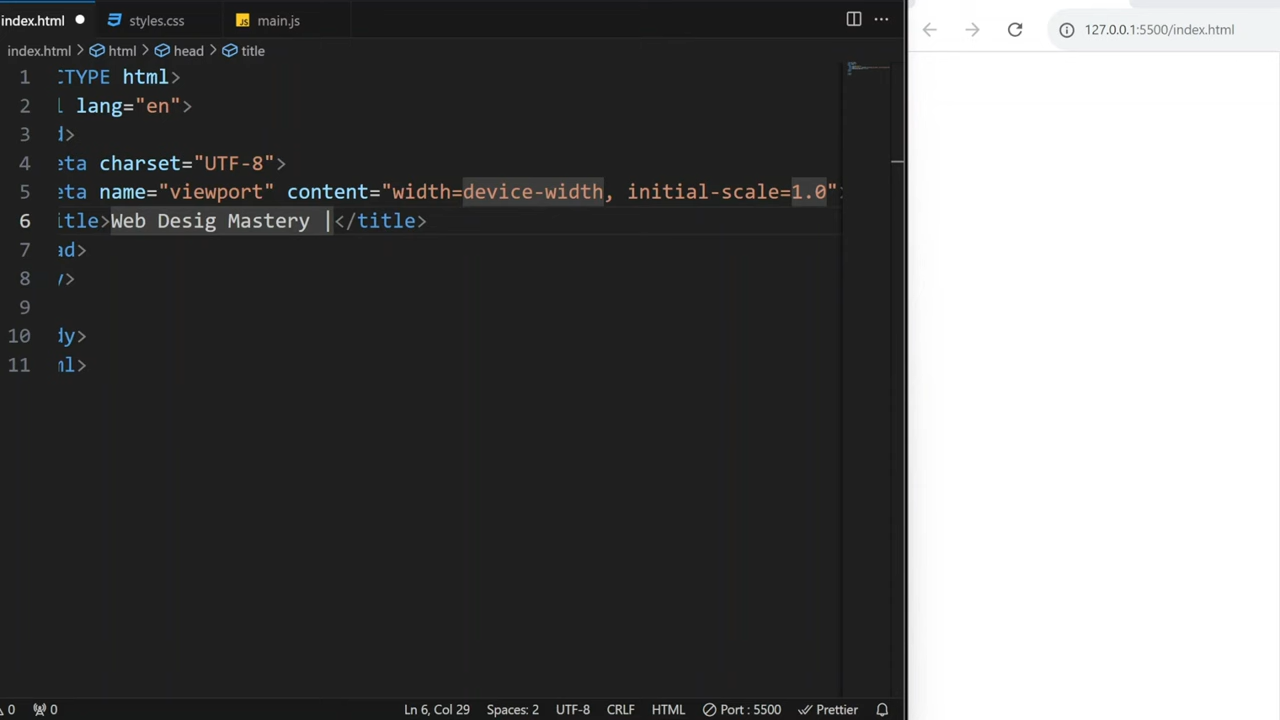 index.html styles.css main.js
127.0.0.1:5500/index.html
index.html > html > head > title
1 CTYPE html>
2 l lang="en">
3 d>
4 eta charset="UTF-8">
5 eta name="viewport" content="width=device-width, initial-scale=1.0">
6 itle>Web Desig Mastery |</title>
7 ad>
8 y>
9
10 dy>
11 ml>
0 0 Ln 6, Col 29 Spaces: 2 UTF-8 CRLF HTML Port : 5500 Prettier